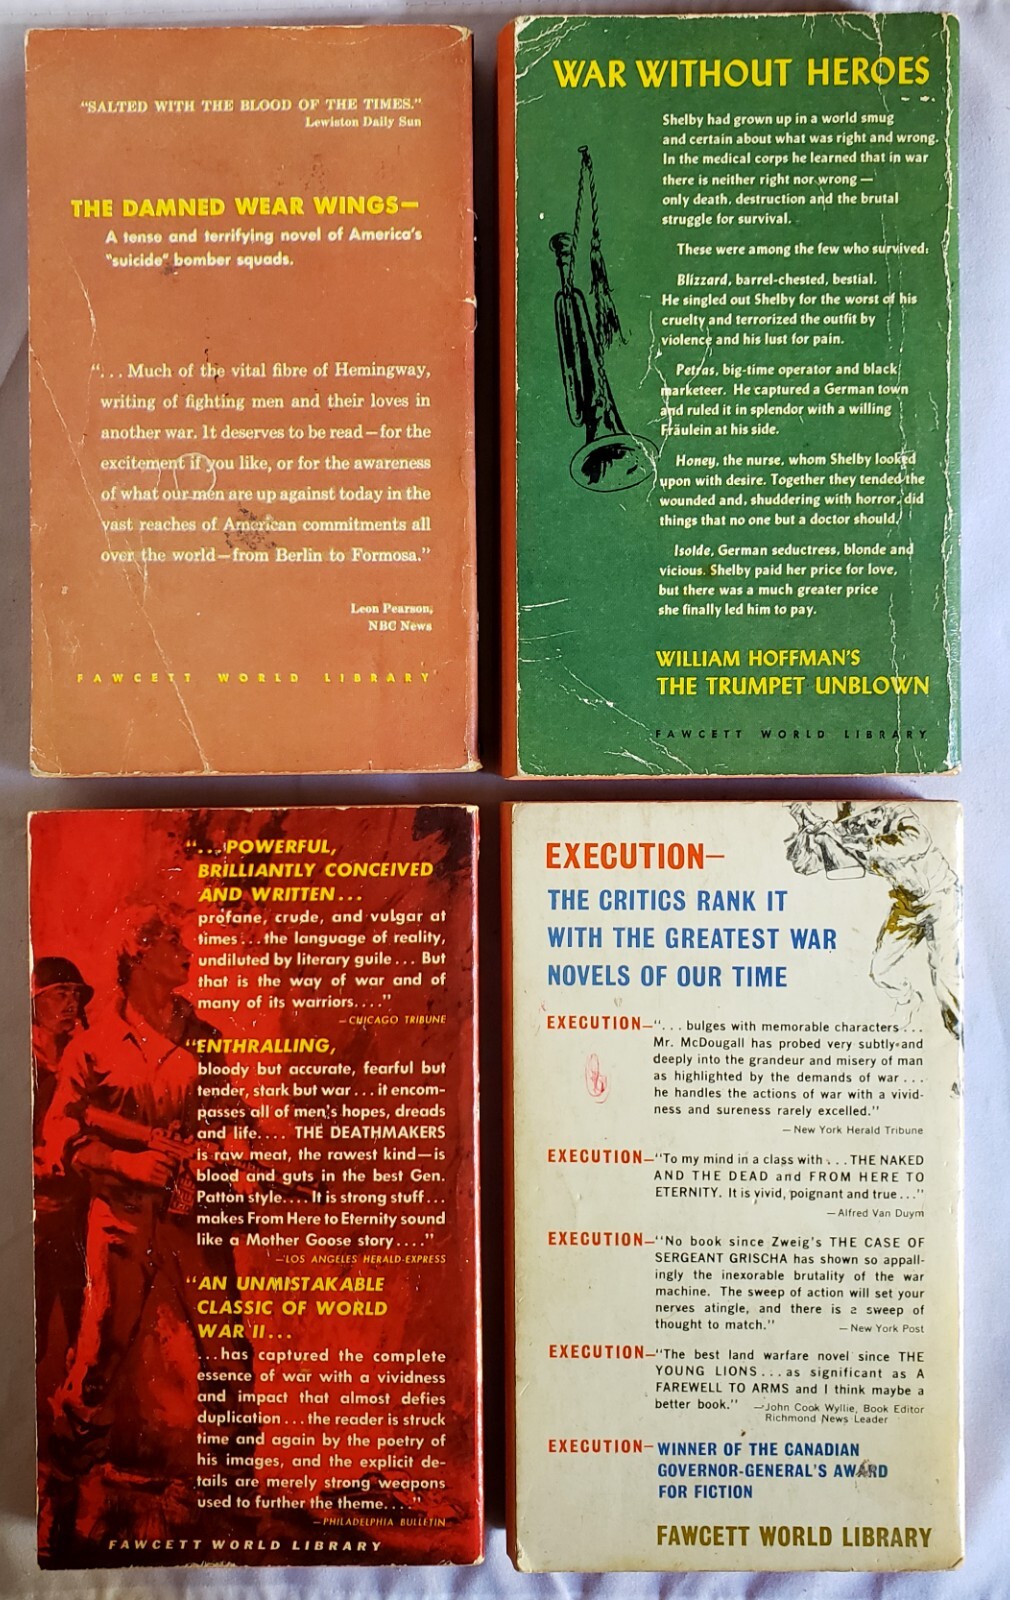 "SALTED WITH THE BLOOD OF THE TIMES."
Lewiston Daily Sun
THE DAMNED WEAR WINGS—
A tense and terrifying novel of America's
"suicide" bomber squads.
"... Much of the vital fibre of Hemingway,
writing of fighting men and their loves in
another war. It deserves to be read—for the
excitement if you like, or for the awareness
of what our men are up against today in the
vast reaches of American commitments all
over the world—from Berlin to Formosa."
Leon Pearson,
NBC News
FAWCETT WORLD LIBRARY
WAR WITHOUT HEROES
Shelby had grown up in a world smug
and certain about what was right and wrong.
In the medical corps he learned that in war
there is neither right nor wrong —
only death, destruction and the brutal
struggle for survival.
These were among the few who survived:
Blizzard, barrel-chested, bestial.
He singled out Shelby for the worst of his
cruelty and terrorized the outfit by
violence and his lust for pain.
Petras, big-time operator and black
marketeer. He captured a German town
and ruled it in splendor with a willing
Fräulein at his side.
Honey, the nurse, whom Shelby looked
upon with desire. Together they tended the
wounded and, shuddering with horror, did
things that no one but a doctor should.
Isolde, German seductress, blonde and
vicious. Shelby paid her price for love,
but there was a much greater price
she finally led him to pay.
WILLIAM HOFFMAN'S
THE TRUMPET UNBLOWN
FAWCETT WORLD LIBRARY
"...POWERFUL,
BRILLIANTLY CONCEIVED
AND WRITTEN...
profane, crude, and vulgar at
times...the language of reality,
undiluted by literary guile... But
that is the way of war and of
many of its warriors...."
—CHICAGO TRIBUNE
"ENTHRALLING,
bloody but accurate, fearful but
tender, stark but war...it encom-
passes all of men's hopes, dreads
and life.... THE DEATHMAKERS
is raw meat, the rawest kind—is
blood and guts in the best Gen.
Patton style.... It is strong stuff...
makes From Here to Eternity sound
like a Mother Goose story...."
—LOS ANGELES HERALD-EXPRESS
"AN UNMISTAKABLE
CLASSIC OF WORLD
WAR II...
...has captured the complete
essence of war with a vividness
and impact that almost defies
duplication...the reader is struck
time and again by the poetry of
his images, and the explicit de-
tails are merely strong weapons
used to further the theme...."
—PHILADELPHIA BULLETIN
FAWCETT WORLD LIBRARY
EXECUTION—
THE CRITICS RANK IT
WITH THE GREATEST WAR
NOVELS OF OUR TIME
EXECUTION—"... bulges with memorable characters...
Mr. McDougall has probed very subtly and
deeply into the grandeur and misery of man
as highlighted by the demands of war...
he handles the actions of war with a vivid-
ness and sureness rarely excelled."
—New York Herald Tribune
EXECUTION—"To my mind in a class with...THE NAKED
AND THE DEAD and FROM HERE TO
ETERNITY. It is vivid, poignant and true..."
—Alfred Van Duym
EXECUTION—"No book since Zweig's THE CASE OF
SERGEANT GRISCHA has shown so appall-
ingly the inexorable brutality of the war
machine. The sweep of action will set your
nerves atingle, and there is a sweep of
thought to match."
—New York Post
EXECUTION—"The best land warfare novel since THE
YOUNG LIONS...as significant as A
FAREWELL TO ARMS and I think maybe a
better book."
—John Cook Wyllie, Book Editor
Richmond News Leader
EXECUTION—WINNER OF THE CANADIAN
GOVERNOR-GENERAL'S AWARD
FOR FICTION
FAWCETT WORLD LIBRARY